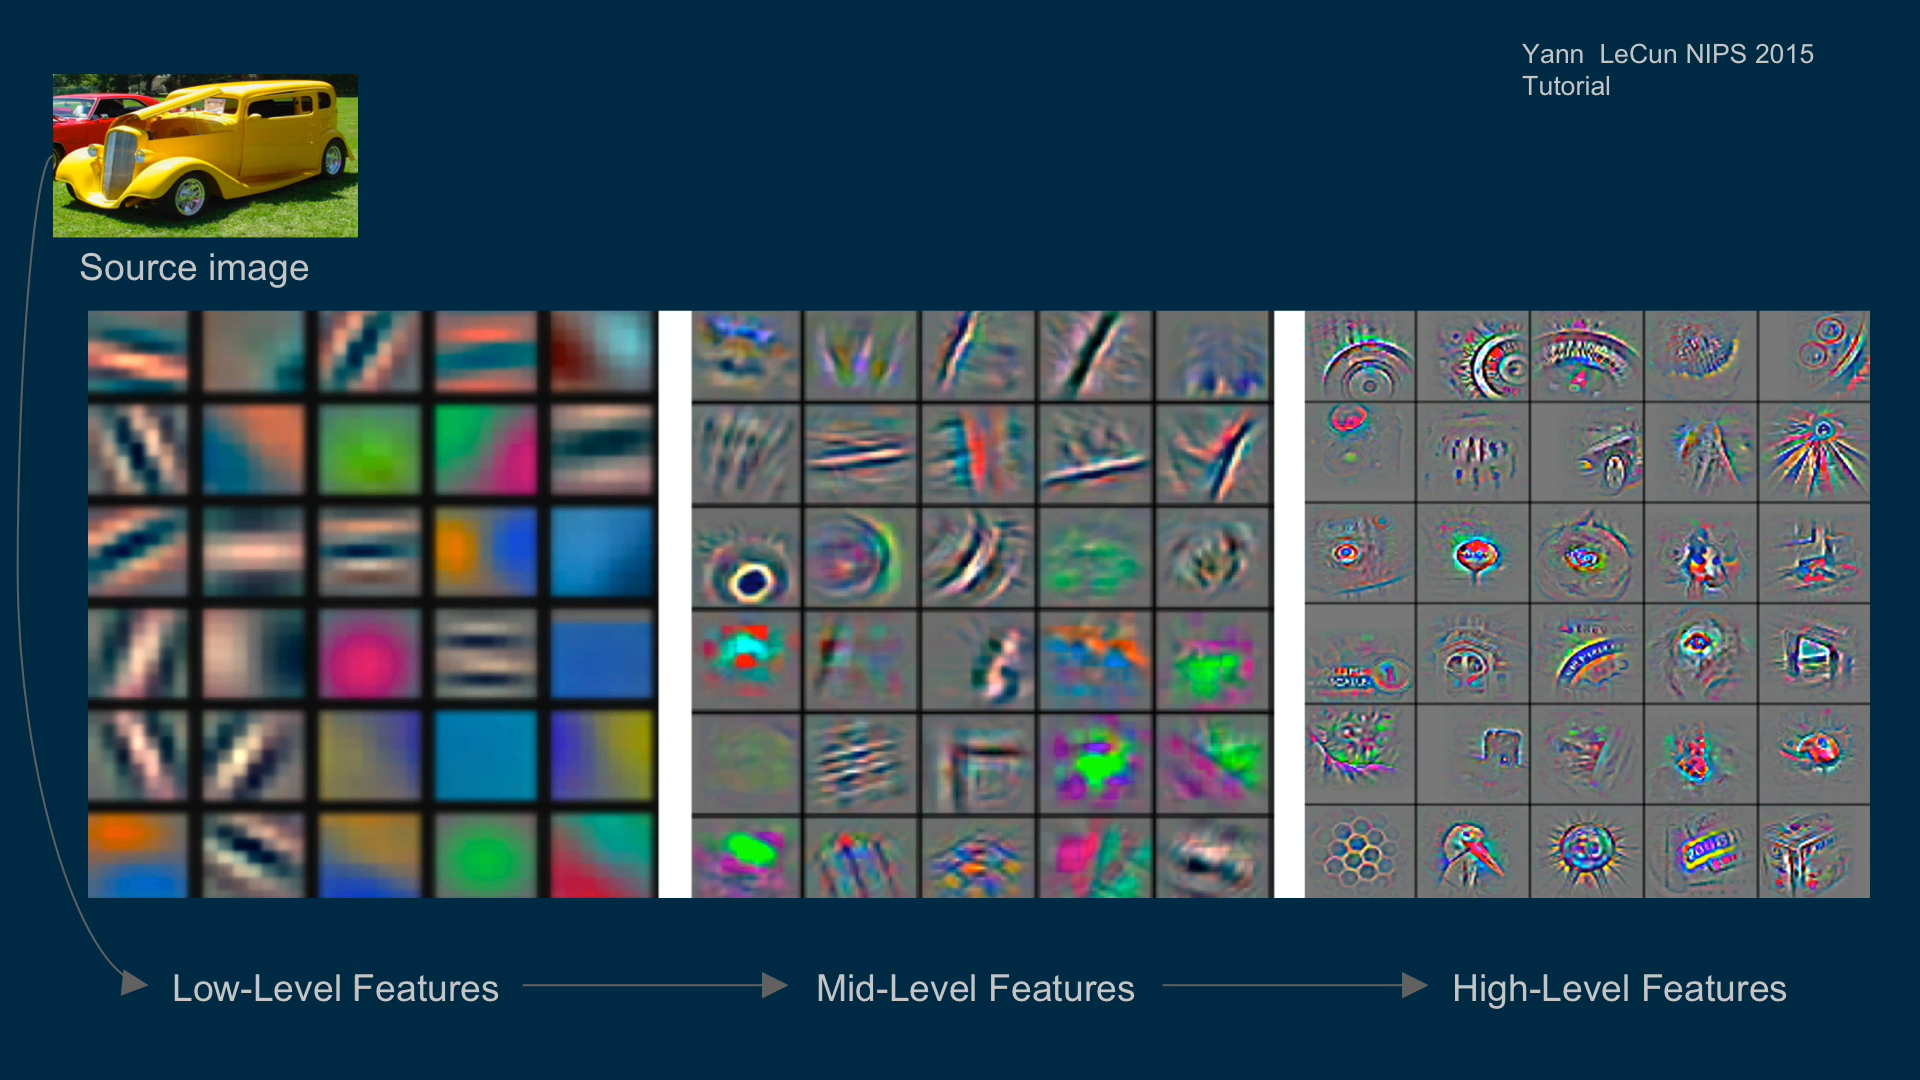 Yann  LeCun NIPS 2015
Tutorial
Source image
Low-Level Features
Mid-Level Features
High-Level Features